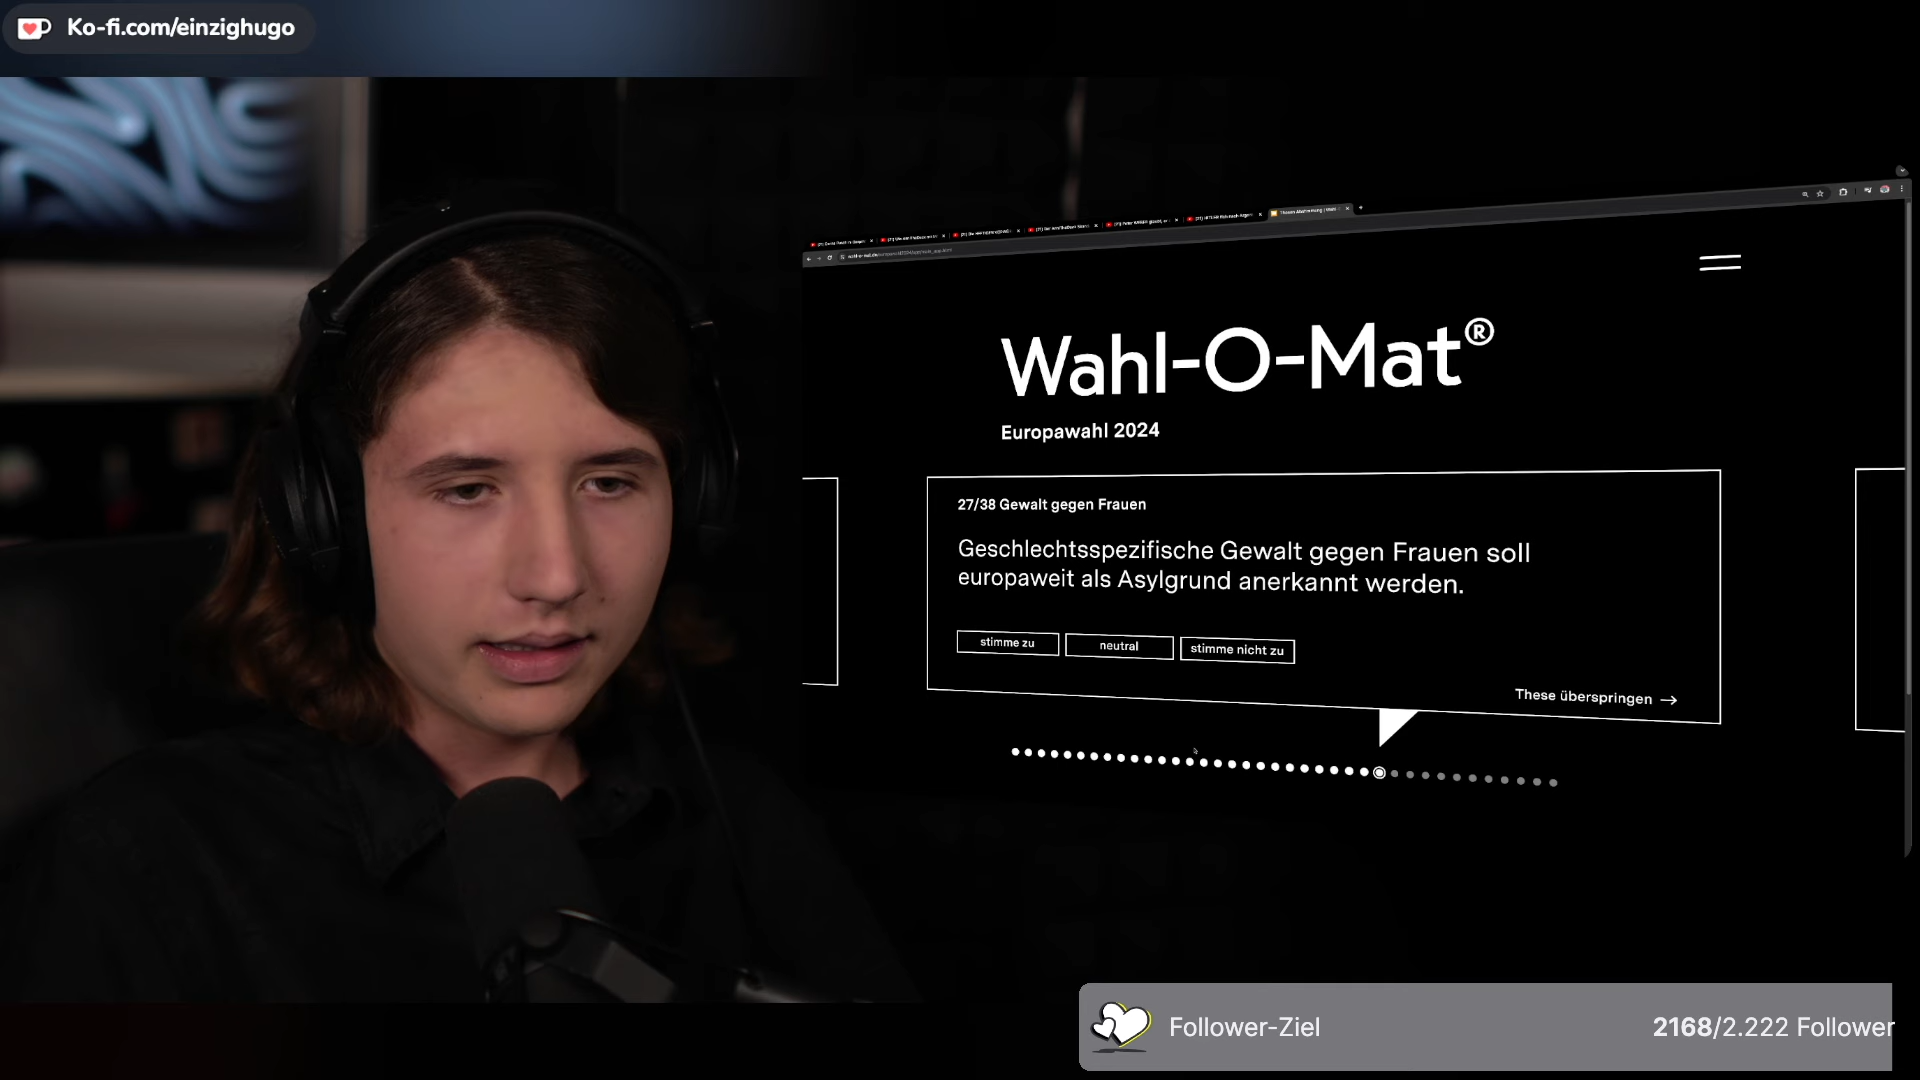 Ko-fi.com/einzighugo
Wahl-O-Mat®
Europawahl 2024
27/38 Gewalt gegen Frauen
Geschlechtsspezifische Gewalt gegen Frauen soll
europaweit als Asylgrund anerkannt werden.
stimme zu
neutral
stimme nicht zu
These überspringen →
Follower-Ziel
2168/2.222 Follower